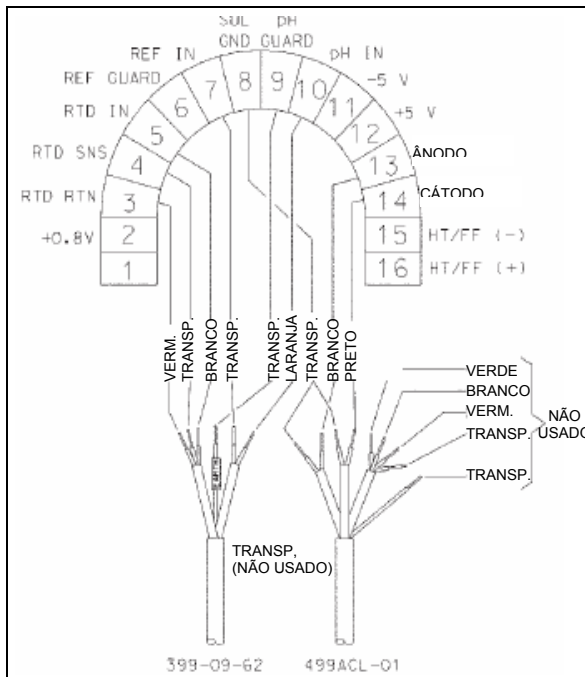 SOL pH
REF IN GND GUARD pH IN
REF GUARD -5 V
RTD IN +5 V
RTD SNS ÂNODO
RTD RTN CÁTODO
+0.8V HT/FF (-)
HT/FF (+)
1 2 3 4 5 6 7 8 9 10 11 12 13 14 15 16
VERM.
TRANSP.
BRANCO
TRANSP.
TRANSP.
LARANJA
TRANSP.
BRANCO
PRETO
VERDE
BRANCO
VERM.
TRANSP.
TRANSP.
NÃO
USADO
TRANSP,
(NÃO USADO)
399-09-62 499ACL-01